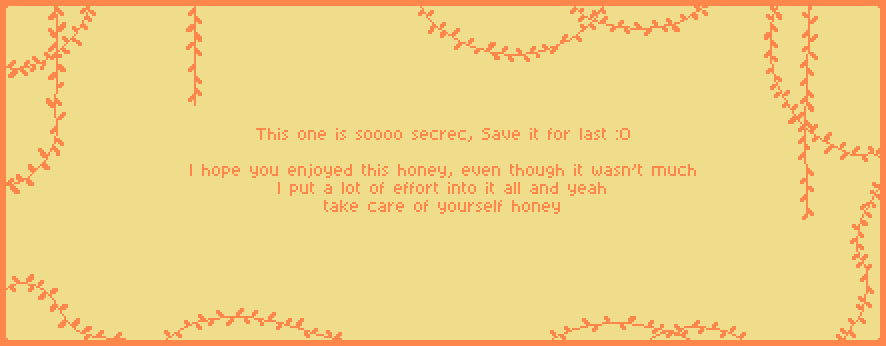 This one is soooo secrec, Save it for last :O
I hope you enjoyed this honey, even though it wasn't much
I put a lot of effort into it all and yeah
take care of yourself honey